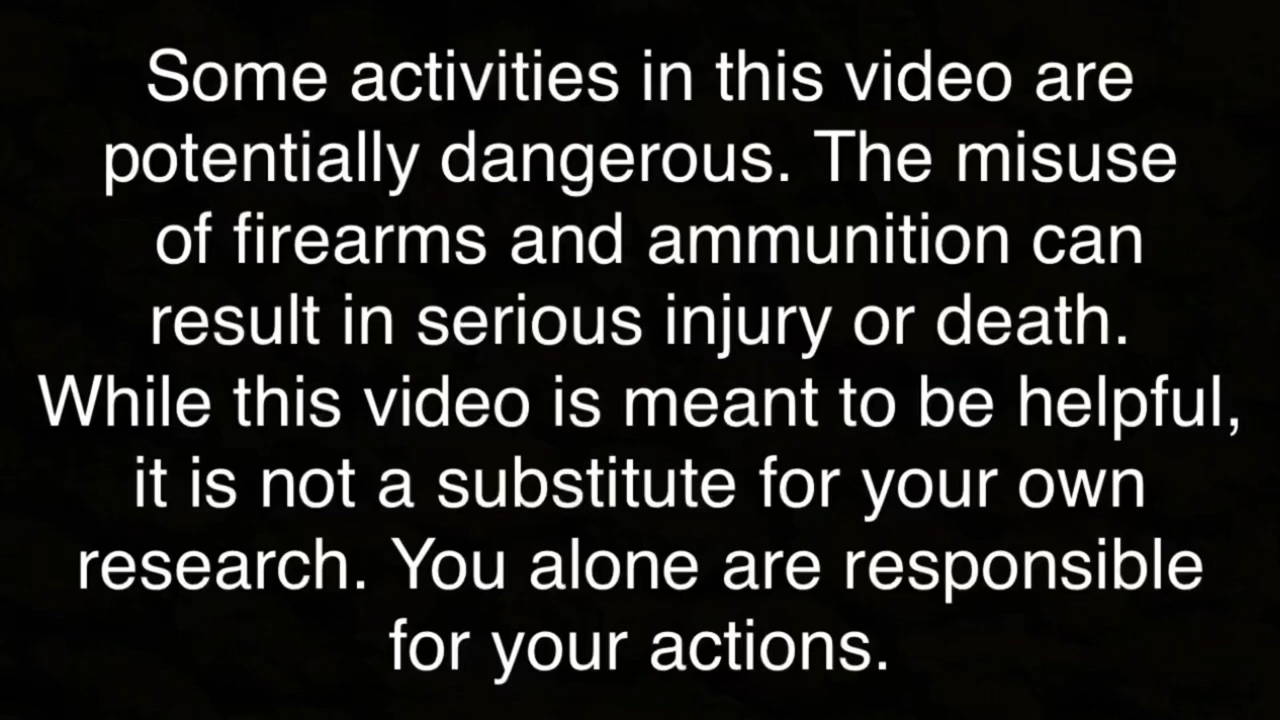 Some activities in this video are
potentially dangerous. The misuse
of firearms and ammunition can
result in serious injury or death.
While this video is meant to be helpful,
it is not a substitute for your own
research. You alone are responsible
for your actions.